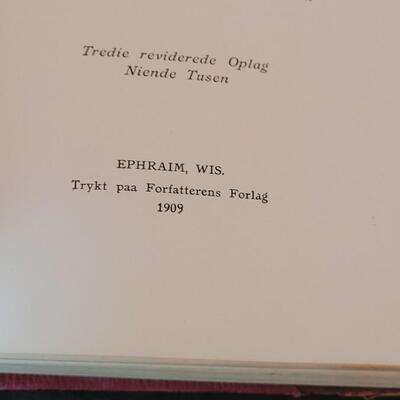 Tredie reviderede Oplag
Niende Tusen
EPHRAIM, WIS.
Trykt paa Forfatterens Forlag
1909